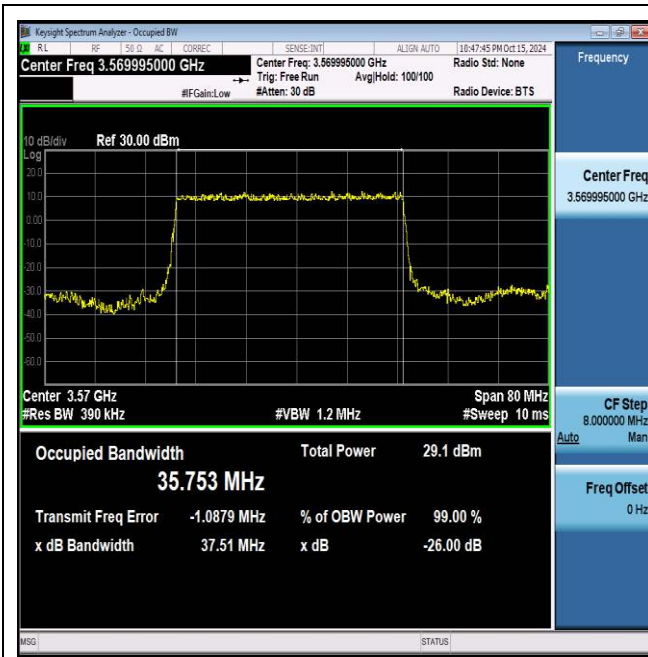 Keysight Spectrum Analyzer - Occupied BW
RL RF 50 Ω AC CORREC SENSE:INT ALIGN AUTO 10:47:45 PM Oct 15, 2024
Center Freq 3.569995000 GHz
Center Freq: 3.569995000 GHz
Radio Std: None
Trig: Free Run Avg|Hold: 100/100
#IFGain:Low
#Atten: 30 dB
Radio Device: BTS
10 dB/div Ref 30.00 dBm
Log
20.0
10.0
0.00
-10.0
-20.0
-30.0
-40.0
-50.0
-60.0
Center 3.57 GHz Span 80 MHz
#Res BW 390 kHz #VBW 1.2 MHz #Sweep 10 ms
Occupied Bandwidth Total Power 29.1 dBm
35.753 MHz
Transmit Freq Error -1.0879 MHz % of OBW Power 99.00 %
x dB Bandwidth 37.51 MHz x dB -26.00 dB
MSG STATUS
Frequency
Center Freq
3.569995000 GHz
CF Step
8.000000 MHz
Auto Man
Freq Offset
0 Hz